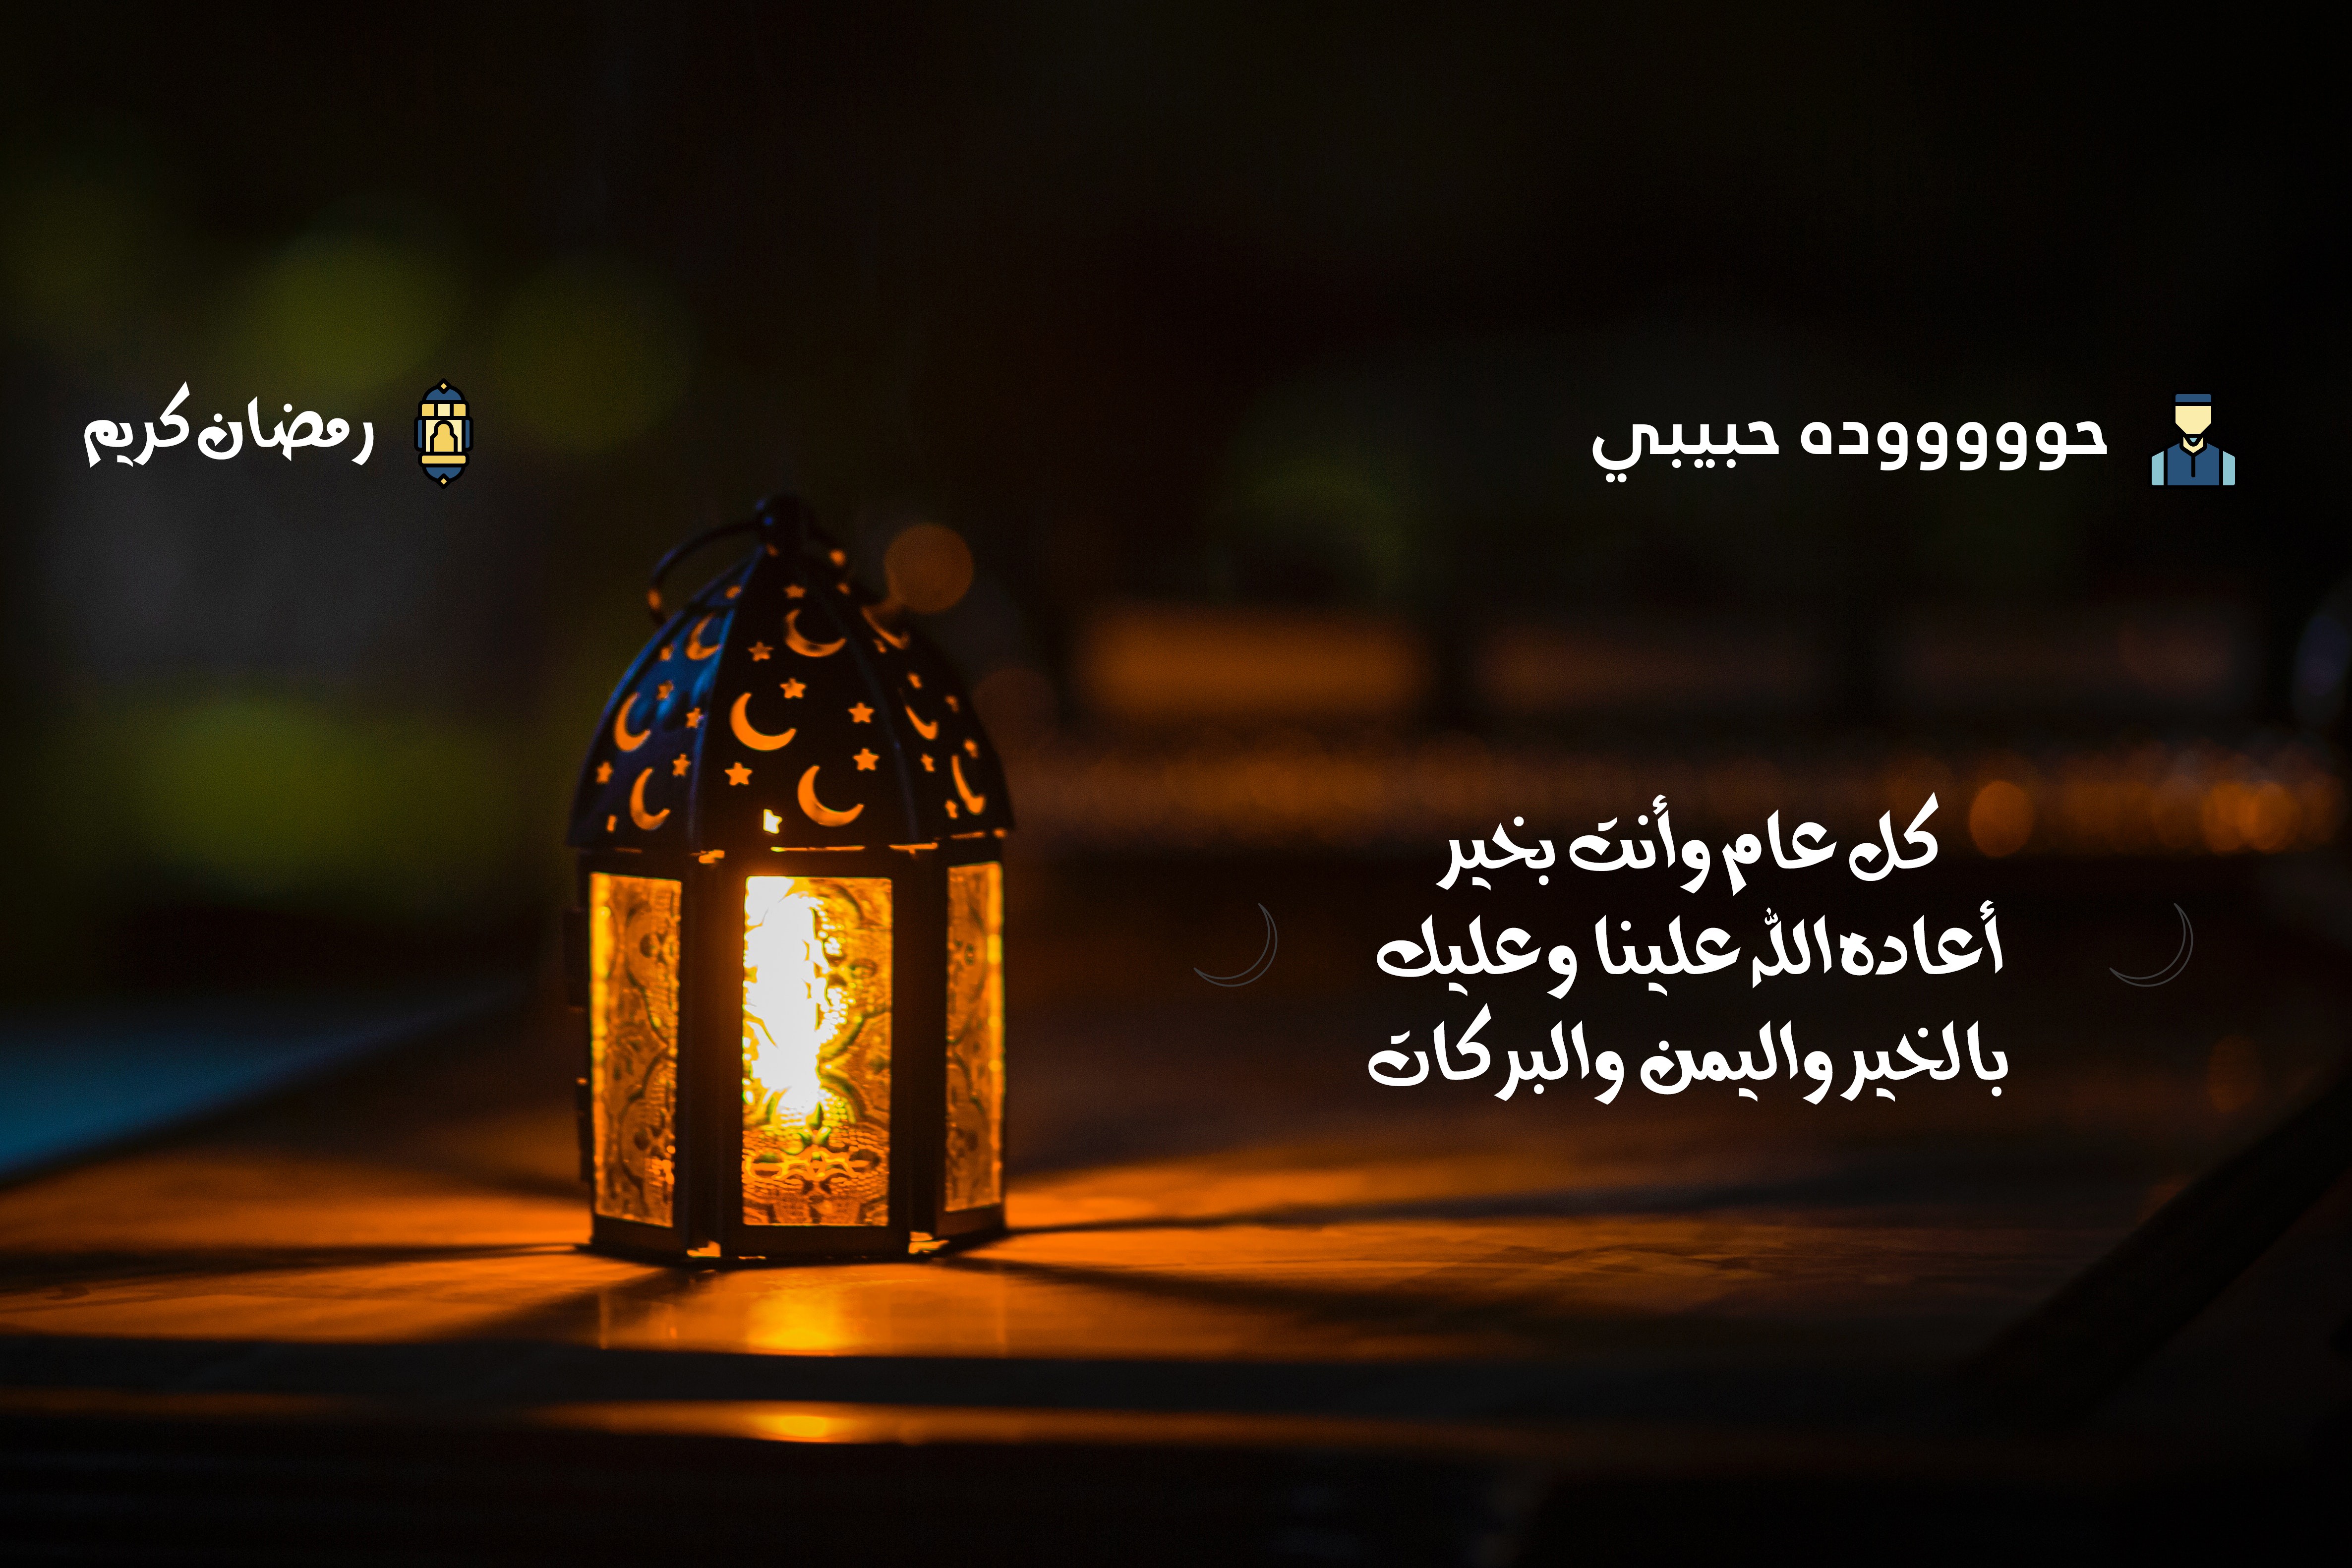 حووووووده حبيبي
رمضان كريم
كل عام وأنت بخير
أعاده الله علينا وعليك
بالخير واليمن والبركات